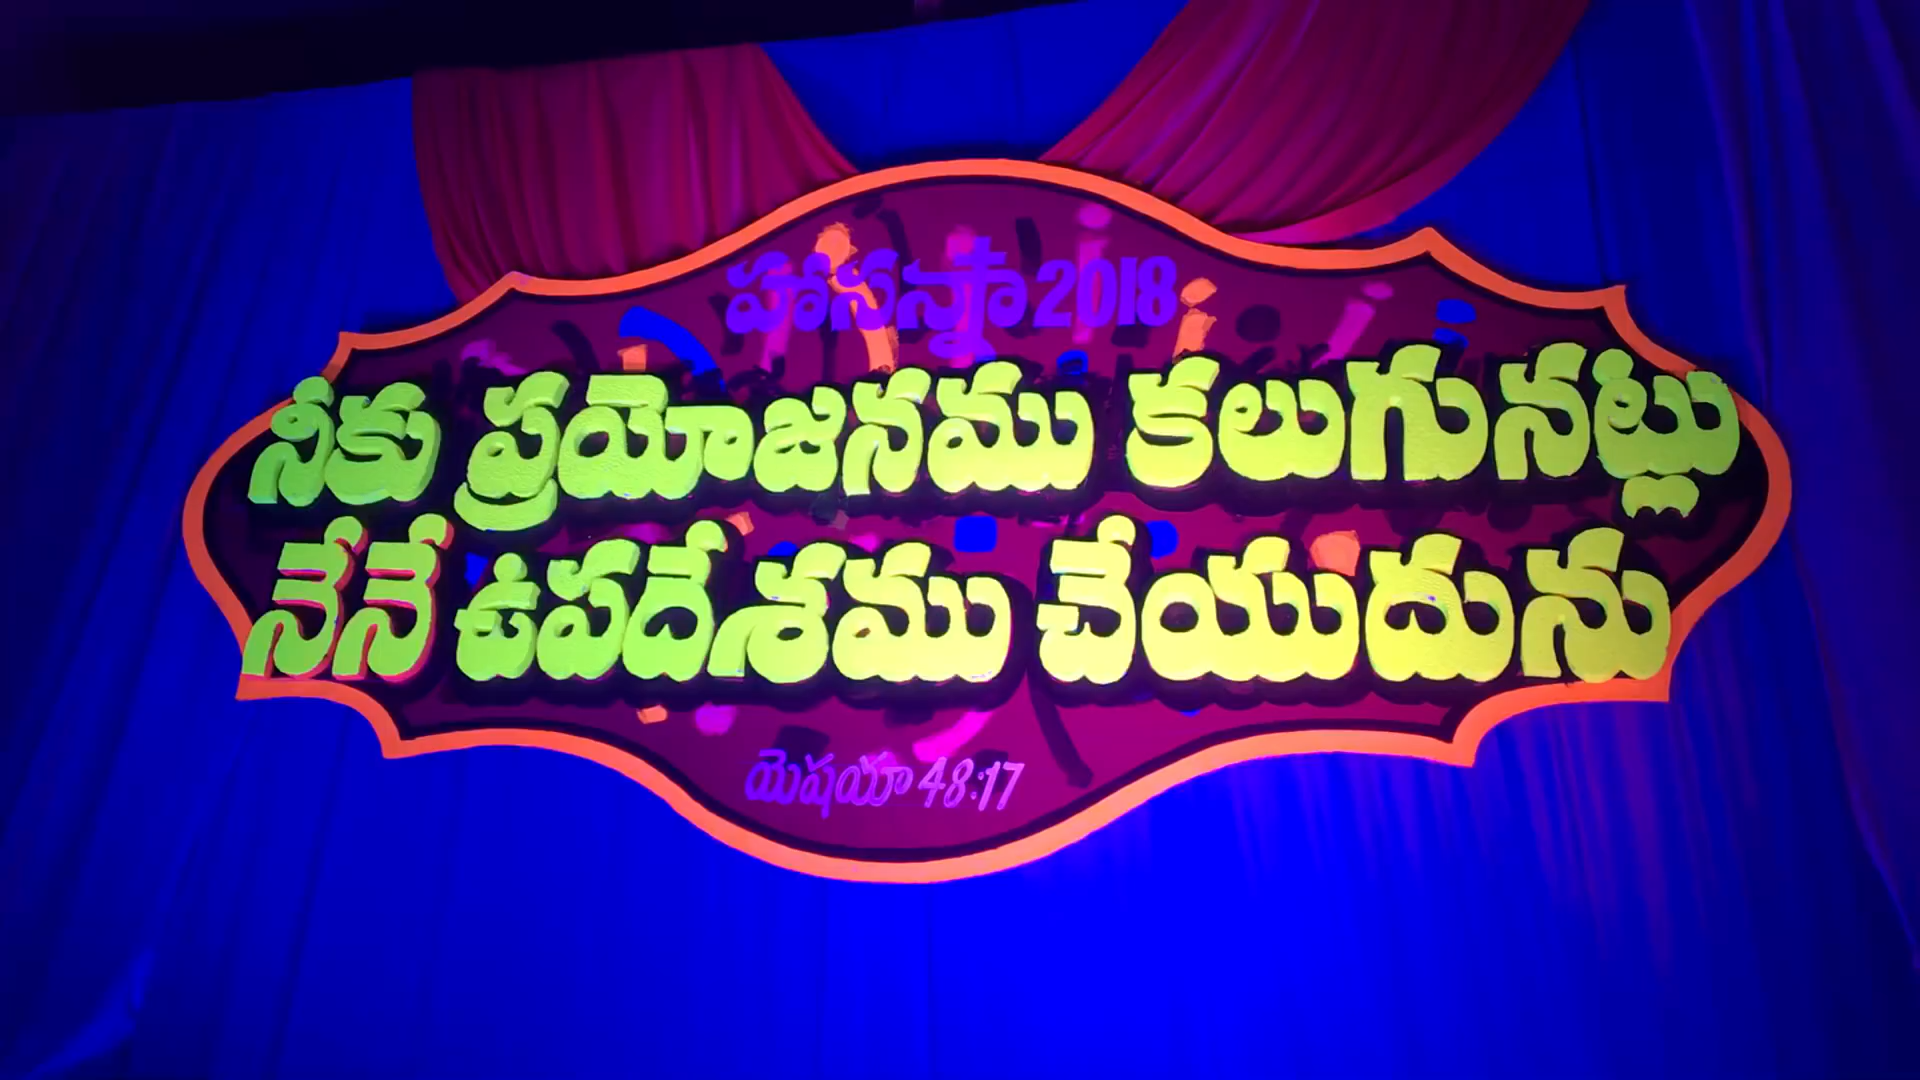 హోసన్నా 2018
నీకు ప్రయోజనము కలుగునట్లు
నేనే ఉపదేశము చేయుదును
యెషయా 48:17